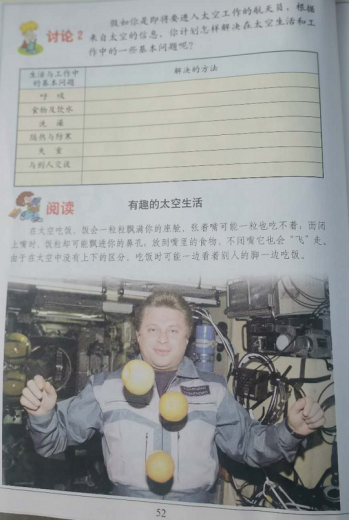 讨论2
假如你是即将要进入太空工作的航天员，根据
来自太空的信息，你计划怎样解决在太空生活和工
作中的一些基本问题呢？
生活与工作中
的基本问题
解决的方法
呼 吸
食物及饮水
洗 澡
隔热与防寒
失 重
与别人交谈
阅读
有趣的太空生活
在太空吃饭，饭会一粒粒飘满你的座舱，张着嘴可能一粒也吃不着，而闭
上嘴时，饭粒却可能飘进你的鼻孔。放到嘴里的食物，不闭嘴它也会“飞”走。
由于在太空中没有上下的区分，吃饭时可能一边看着别人的脚一边吃饭。
52